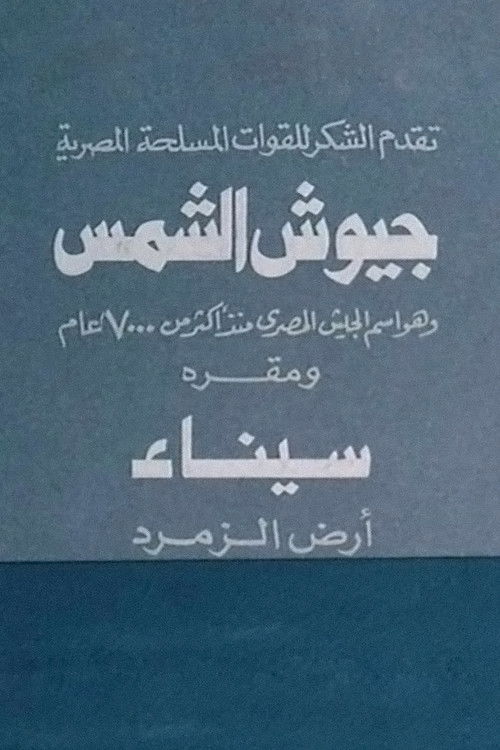 تقدم الشكر للقوات المسلحة المصرية
جيوش الشمس
وهو اسم الجيش المصرى منذ أكثر من ٧٠٠٠ عام
ومقره
سيناء
أرض الزمرد